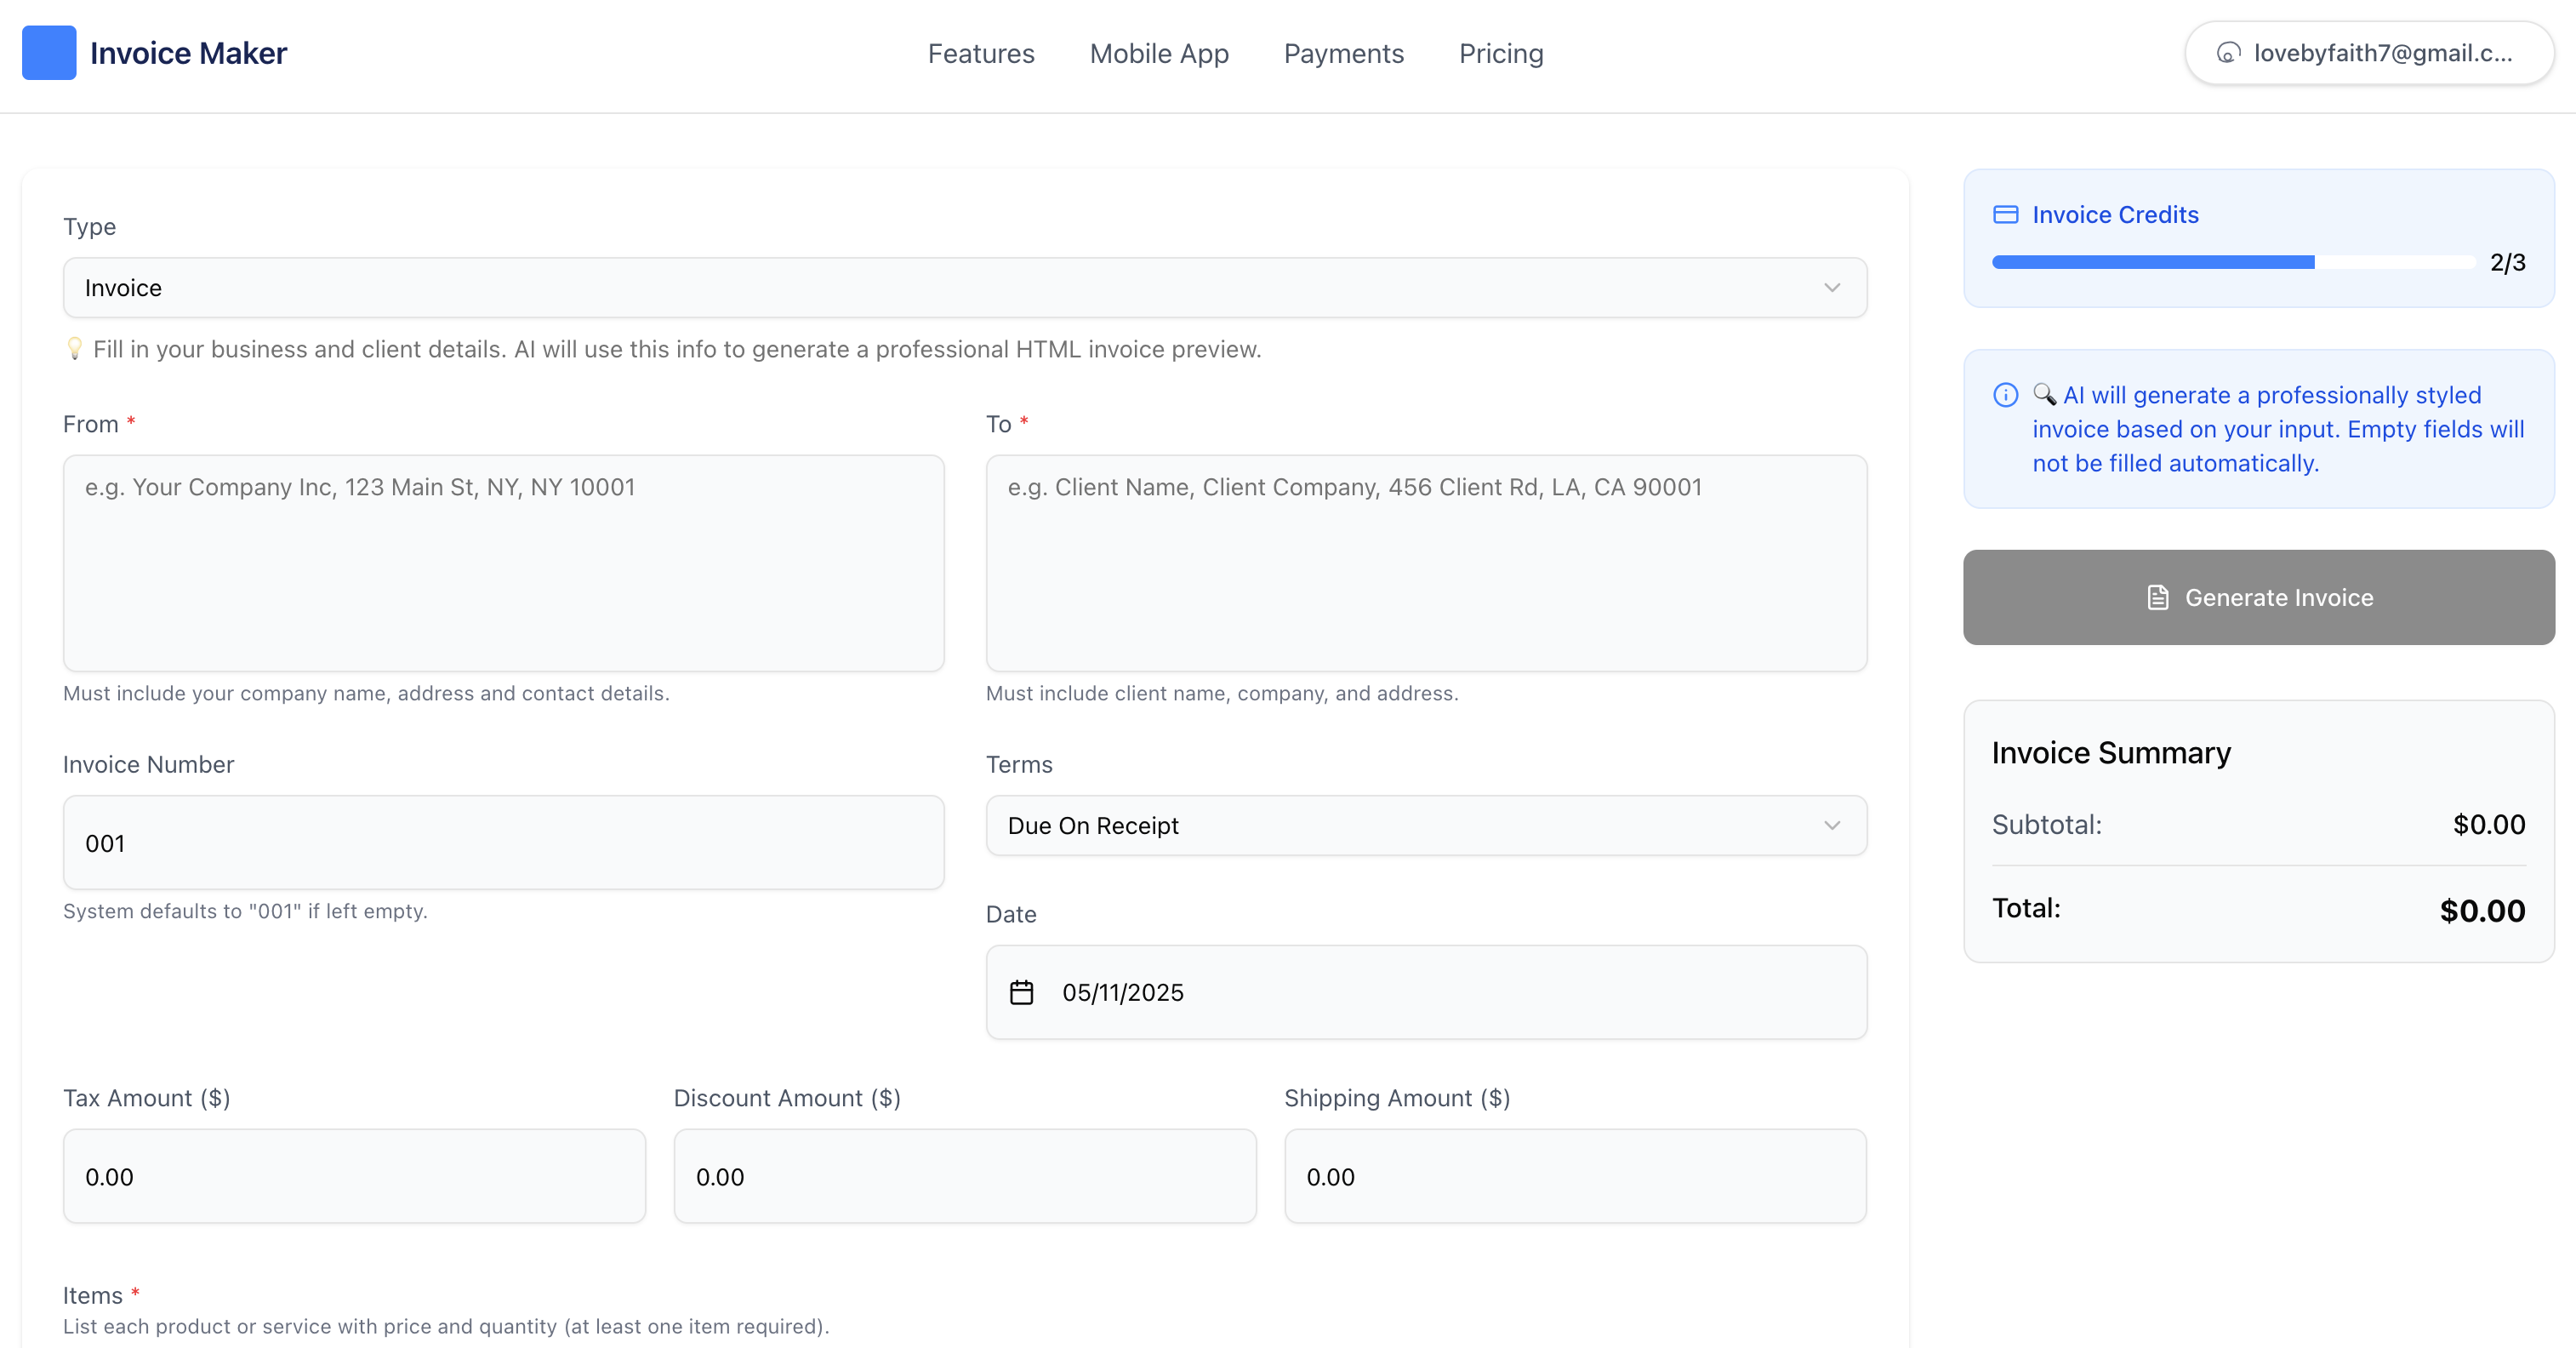 Invoice Maker
Features
Mobile App
Payments
Pricing
lovebyfaith7@gmail.c...
Type
Invoice
💡 Fill in your business and client details. AI will use this info to generate a professional HTML invoice preview.
From *
e.g. Your Company Inc, 123 Main St, NY, NY 10001
Must include your company name, address and contact details.
To *
e.g. Client Name, Client Company, 456 Client Rd, LA, CA 90001
Must include client name, company, and address.
Invoice Number
001
System defaults to "001" if left empty.
Terms
Due On Receipt
Date
05/11/2025
Tax Amount ($)
0.00
Discount Amount ($)
0.00
Shipping Amount ($)
0.00
Items *
List each product or service with price and quantity (at least one item required).
Invoice Credits
2/3
🔍 AI will generate a professionally styled
invoice based on your input. Empty fields will
not be filled automatically.
Generate Invoice
Invoice Summary
Subtotal: $0.00
Total: $0.00